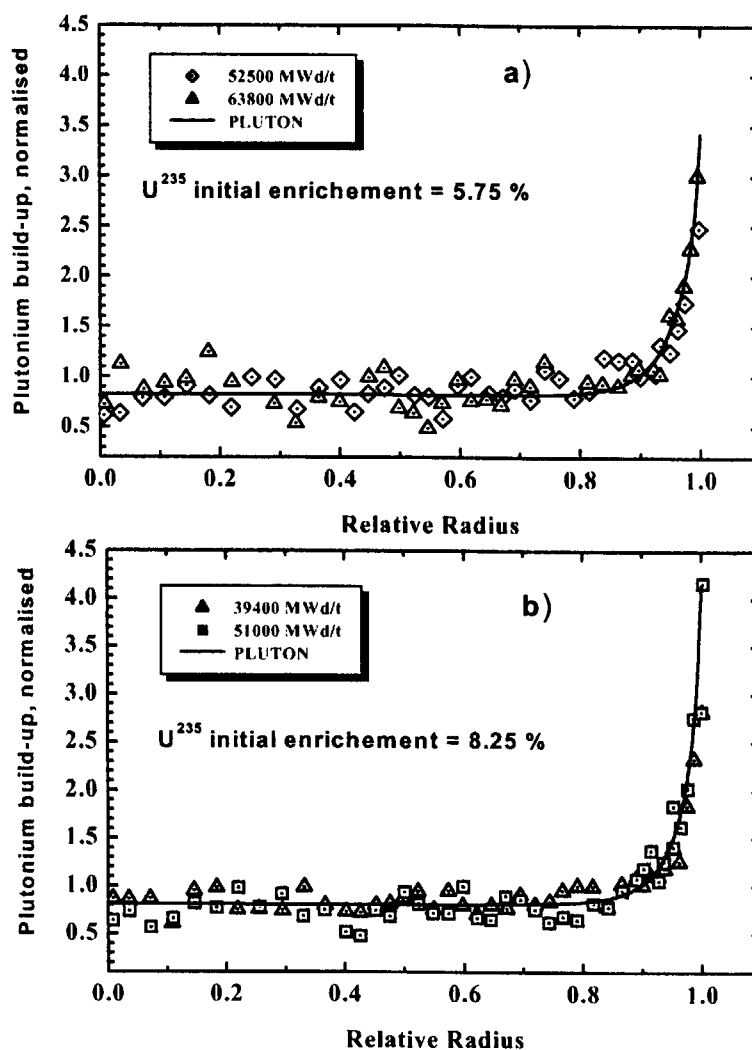 4.5
4.0
3.5
3.0
2.5
2.0
1.5
1.0
0.5
Plutonium build-up, normalised
52500 MWd/t
63800 MWd/t
PLUTON
a)
U²³⁵ initial enrichement = 5.75 %
0.0 0.2 0.4 0.6 0.8 1.0
Relative Radius
4.5
4.0
3.5
3.0
2.5
2.0
1.5
1.0
0.5
Plutonium build-up, normalised
39400 MWd/t
51000 MWd/t
PLUTON
b)
U²³⁵ initial enrichement = 8.25 %
0.0 0.2 0.4 0.6 0.8 1.0
Relative Radius